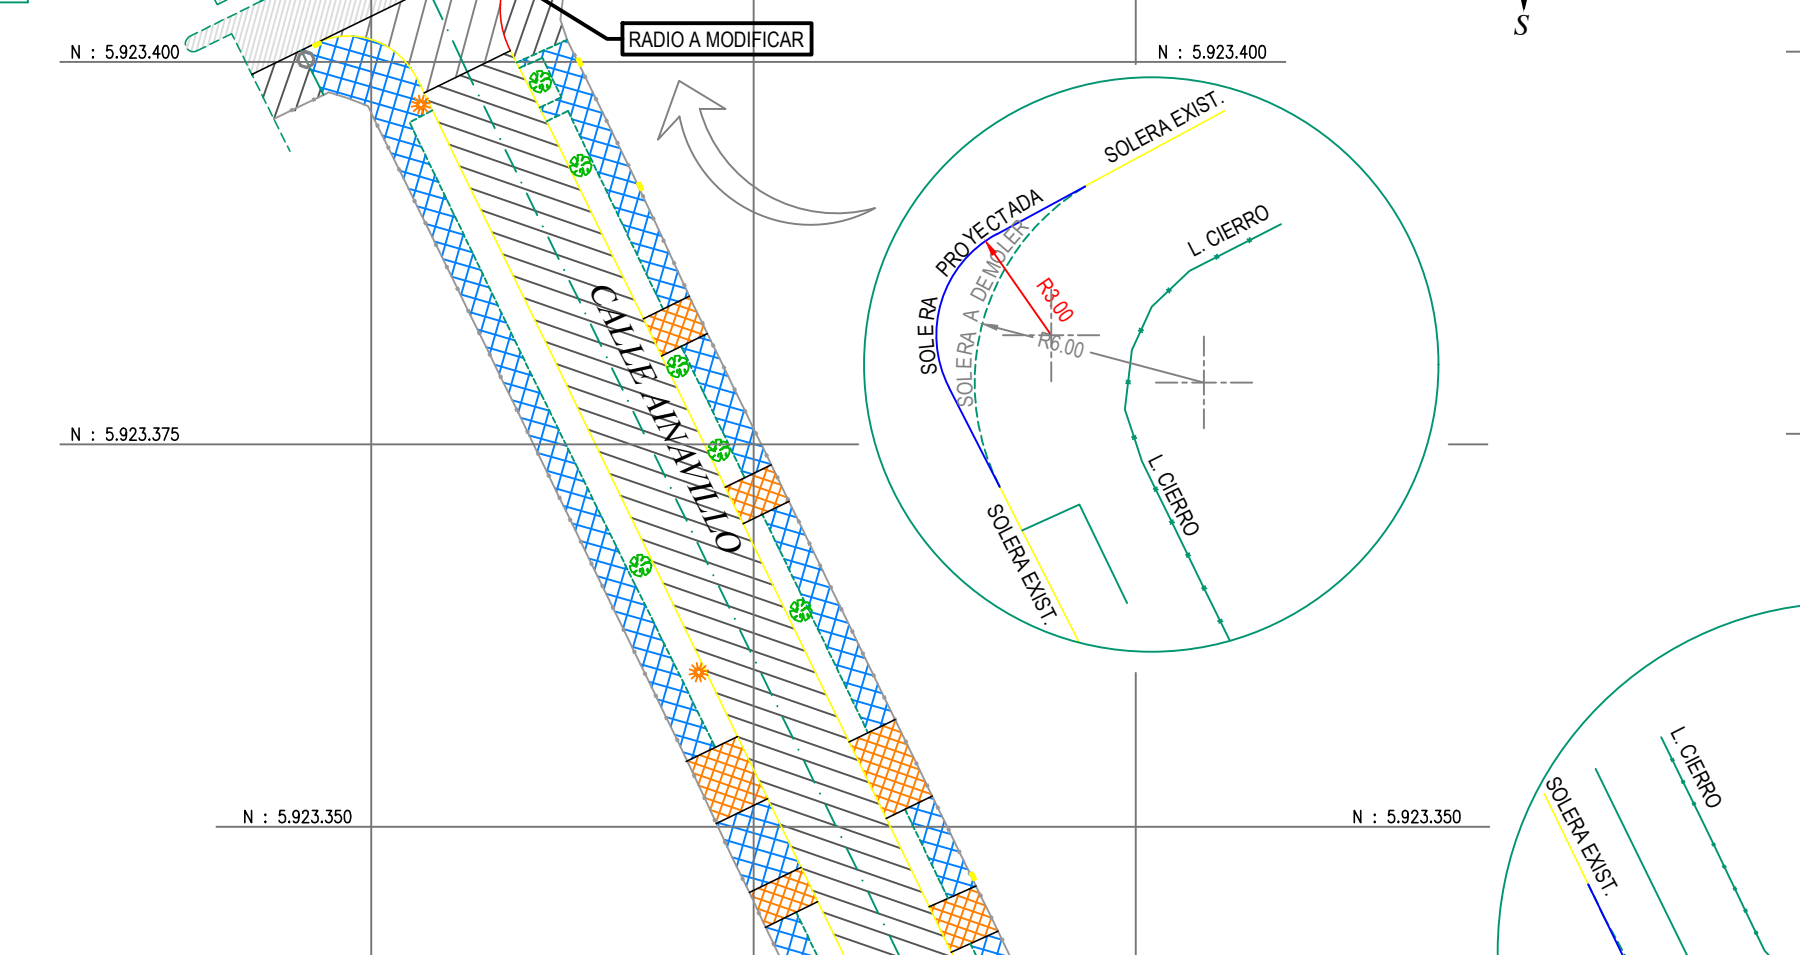 S
RADIO A MODIFICAR
N : 5.923.400
N : 5.923.400
SOLERA EXIST.
SOLERA PROYECTADA
SOLERA A DEMOLER
L. CIERRO
R3.00
R6.00
CALLE AINAVILLO
N : 5.923.375
L. CIERRO
SOLERA EXIST.
L. CIERRO
SOLERA EXIST.
N : 5.923.350
N : 5.923.350